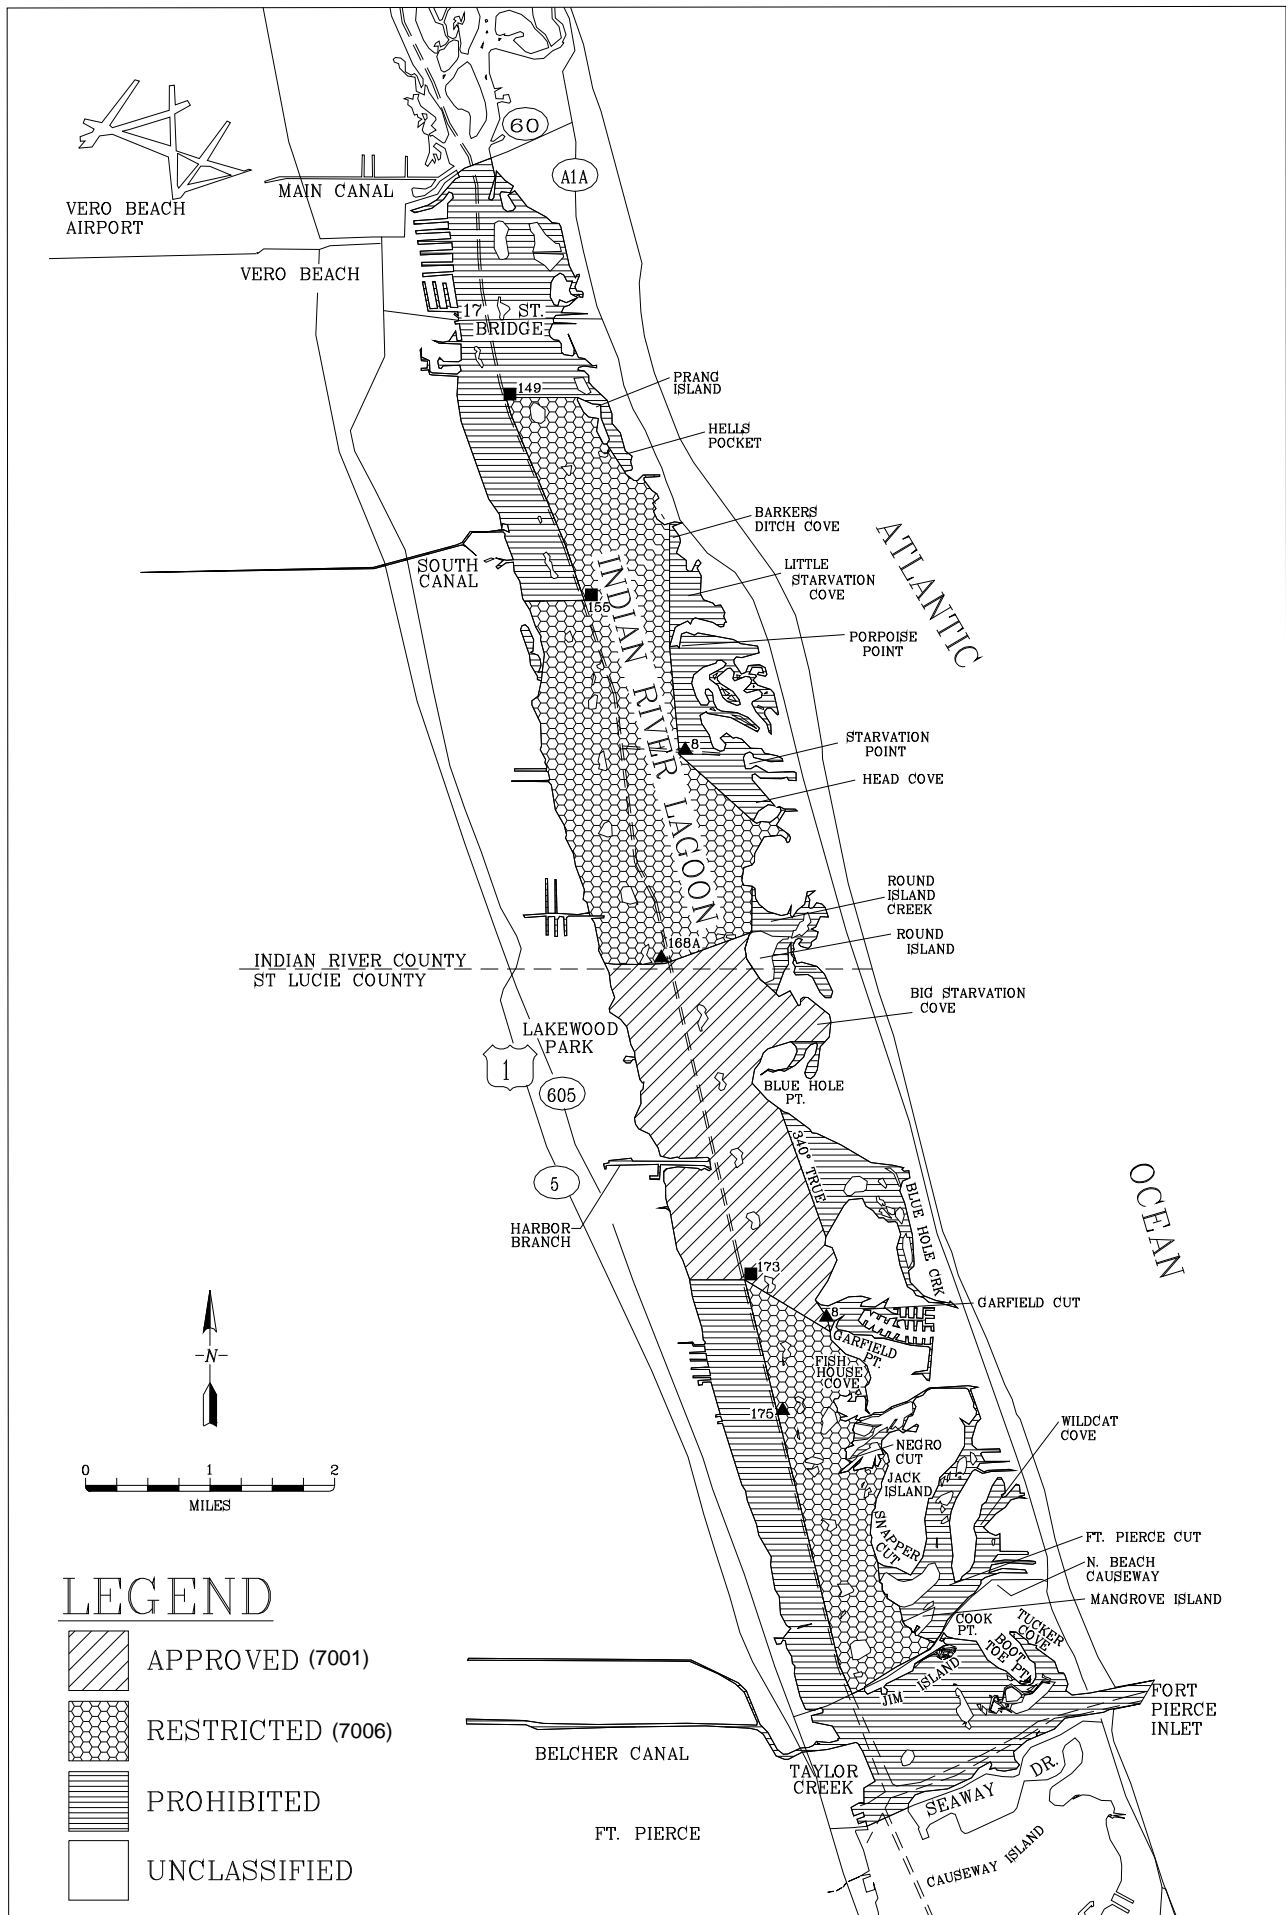 60
A1A
MAIN CANAL
VERO BEACH
AIRPORT
VERO BEACH
17 ST.
BRIDGE
149
PRANG
ISLAND
HELLS
POCKET
BARKERS
DITCH COVE
ATLANTIC
SOUTH
CANAL
LITTLE
STARVATION
COVE
155
INDIAN RIVER LAGOON
PORPOISE
POINT
8
STARVATION
POINT
HEAD COVE
ROUND
ISLAND
CREEK
168A
ROUND
ISLAND
INDIAN RIVER COUNTY
ST LUCIE COUNTY
BIG STARVATION
COVE
LAKEWOOD
PARK
1
605
BLUE HOLE
PT.
340° TRUE
5
BLUE HOLE CRK
OCEAN
HARBOR
BRANCH
173
GARFIELD CUT
8
GARFIELD
PT.
FISH
HOUSE
COVE
-N-
175
WILDCAT
COVE
NEGRO
CUT
JACK
ISLAND
0 1 2
MILES
SNAPPER
CUT
FT. PIERCE CUT
N. BEACH
CAUSEWAY
MANGROVE ISLAND
COOK
PT.
TUCKER
COVE
BOOT
TOE PT.
JIM ISLAND
FORT
PIERCE
INLET
LEGEND
APPROVED (7001)
RESTRICTED (7006)
PROHIBITED
UNCLASSIFIED
BELCHER CANAL
TAYLOR
CREEK
SEAWAY DR.
FT. PIERCE
CAUSEWAY ISLAND